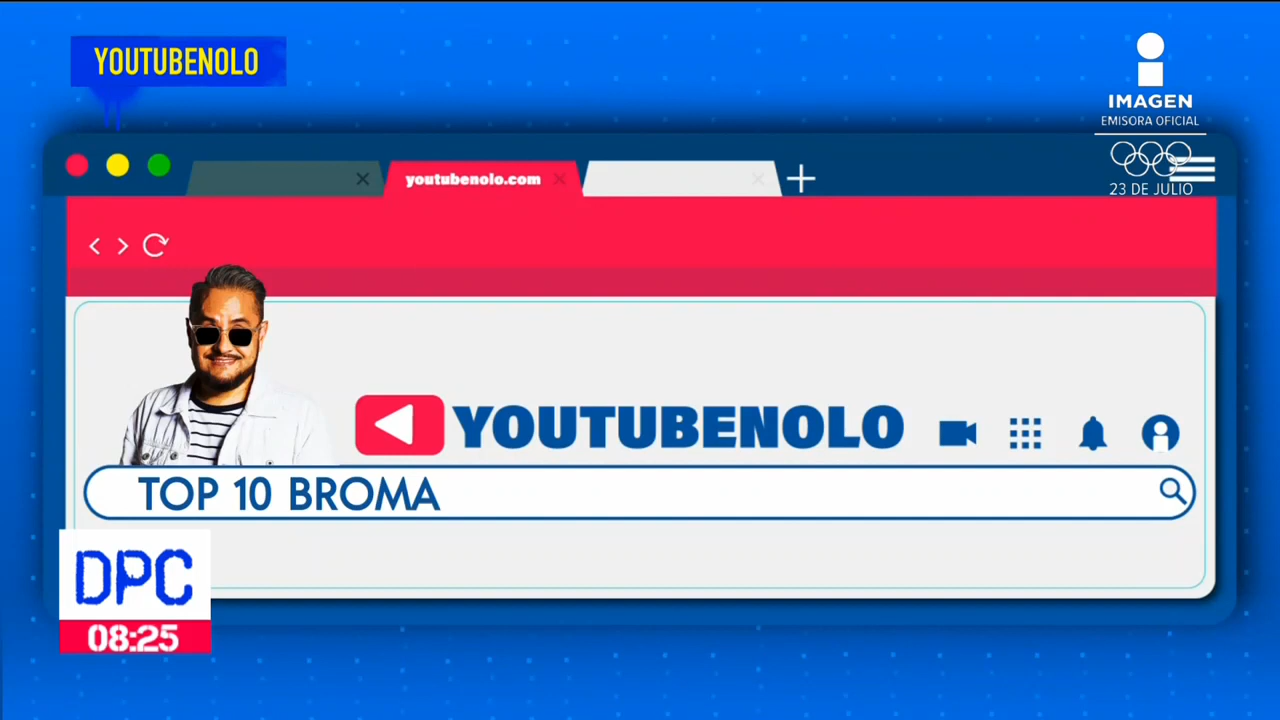 YOUTUBENOLO
IMAGEN
EMISORA OFICIAL
23 DE JULIO
youtubenolo.com
YOUTUBENOLO
TOP 10 BROMA
DPC
08:25